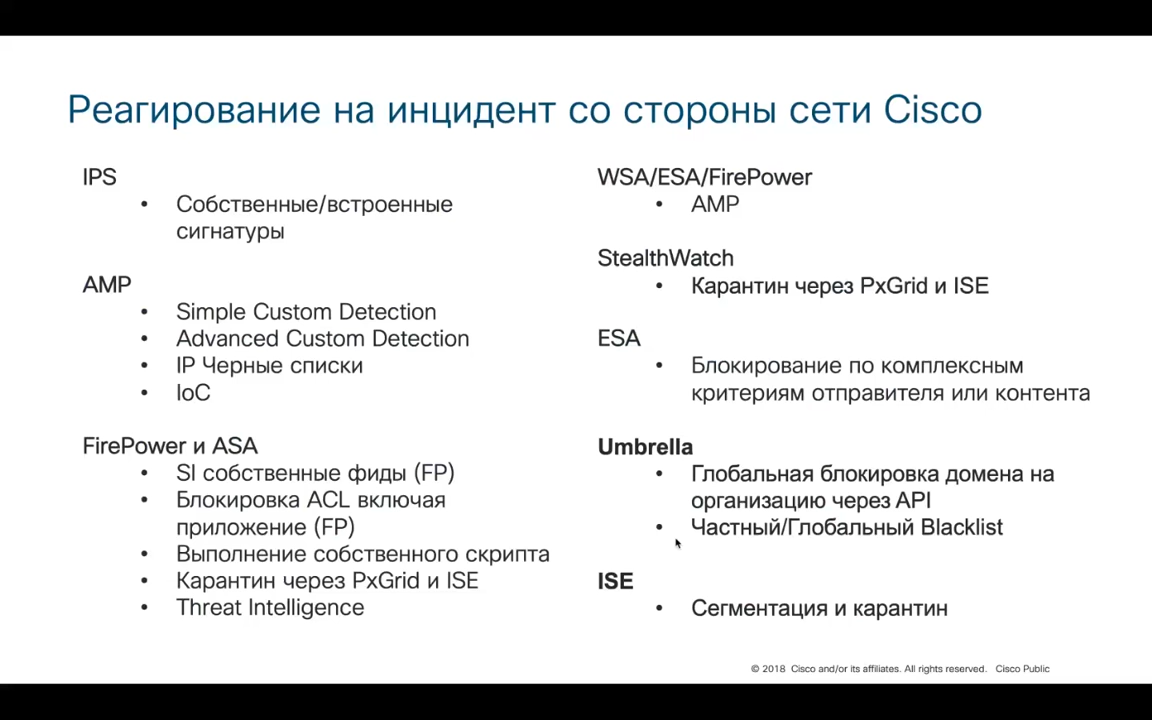 Реагирование на инцидент со стороны сети Cisco
IPS
• Собственные/встроенные
сигнатуры
AMP
• Simple Custom Detection
• Advanced Custom Detection
• IP Черные списки
• IoC
FirePower и ASA
• SI собственные фиды (FP)
• Блокировка ACL включая
приложение (FP)
• Выполнение собственного скрипта
• Карантин через PxGrid и ISE
• Threat Intelligence
WSA/ESA/FirePower
• AMP
StealthWatch
• Карантин через PxGrid и ISE
ESA
• Блокирование по комплексным
критериям отправителя или контента
Umbrella
• Глобальная блокировка домена на
организацию через API
• Частный/Глобальный Blacklist
ISE
• Сегментация и карантин
© 2018 Cisco and/or its affiliates. All rights reserved. Cisco Public